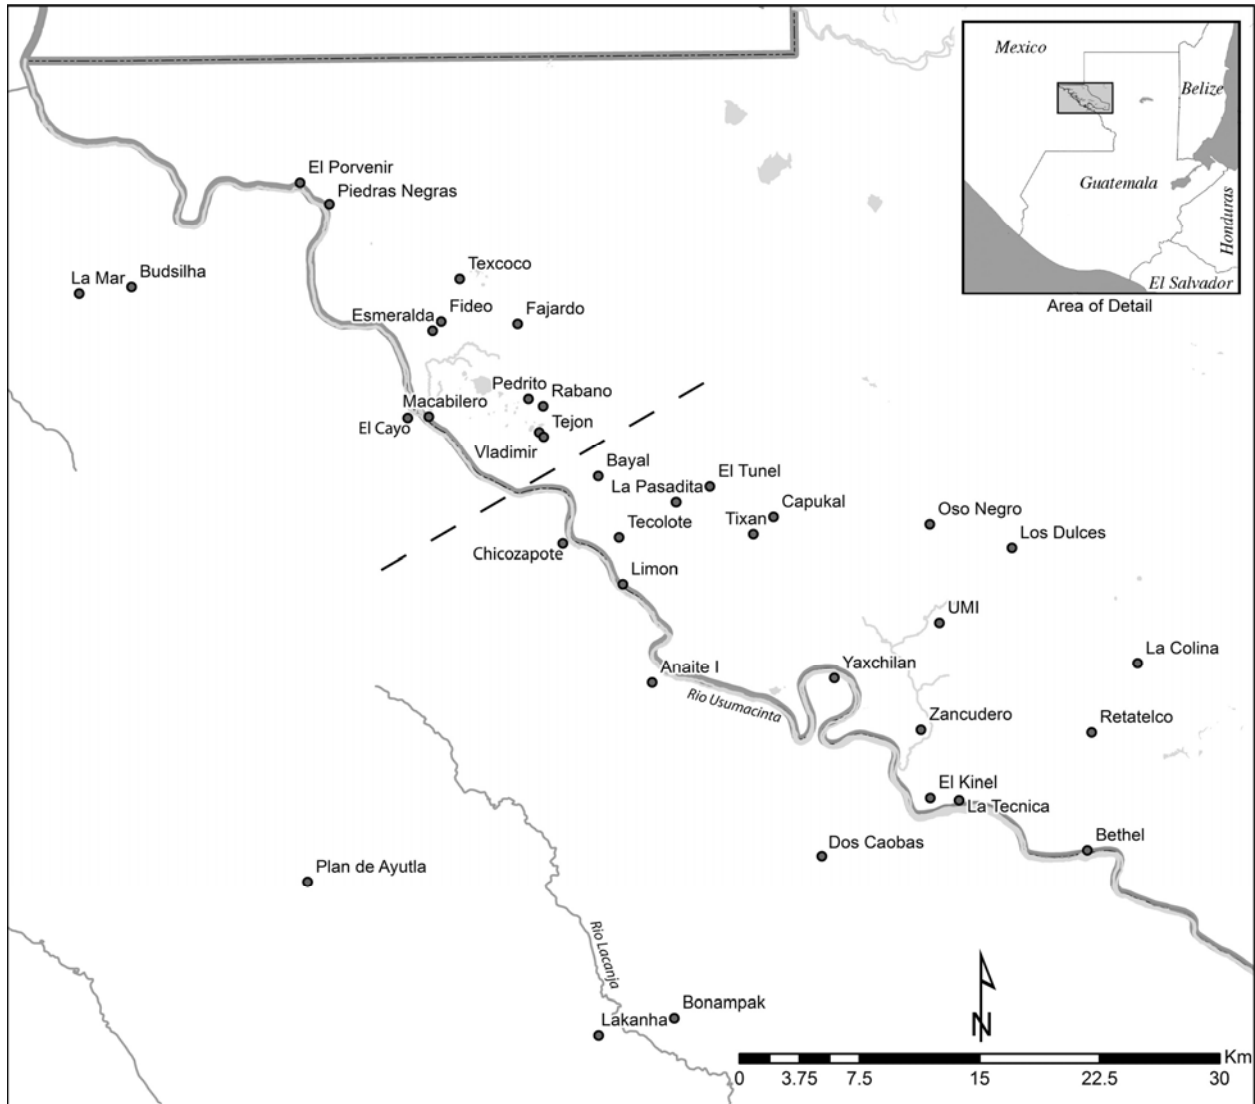 Mexico
Belize
Guatemala
Honduras
El Salvador
Area of Detail
El Porvenir
Piedras Negras
La Mar
Budsilha
Texcoco
Fideo
Esmeralda
Fajardo
Pedrito
Rabano
Macabilero
El Cayo
Tejon
Vladimir
Bayal
El Tunel
La Pasadita
Capukal
Tixan
Oso Negro
Tecolote
Los Dulces
Chicozapote
Limon
UMI
Anaite I
Yaxchilan
La Colina
Rio Usumacinta
Zancudero
Retatelco
El Kinel
La Tecnica
Dos Caobas
Bethel
Plan de Ayutla
Rio Lacanja
Bonampak
Lakanha
N
Km
0 3.75 7.5 15 22.5 30